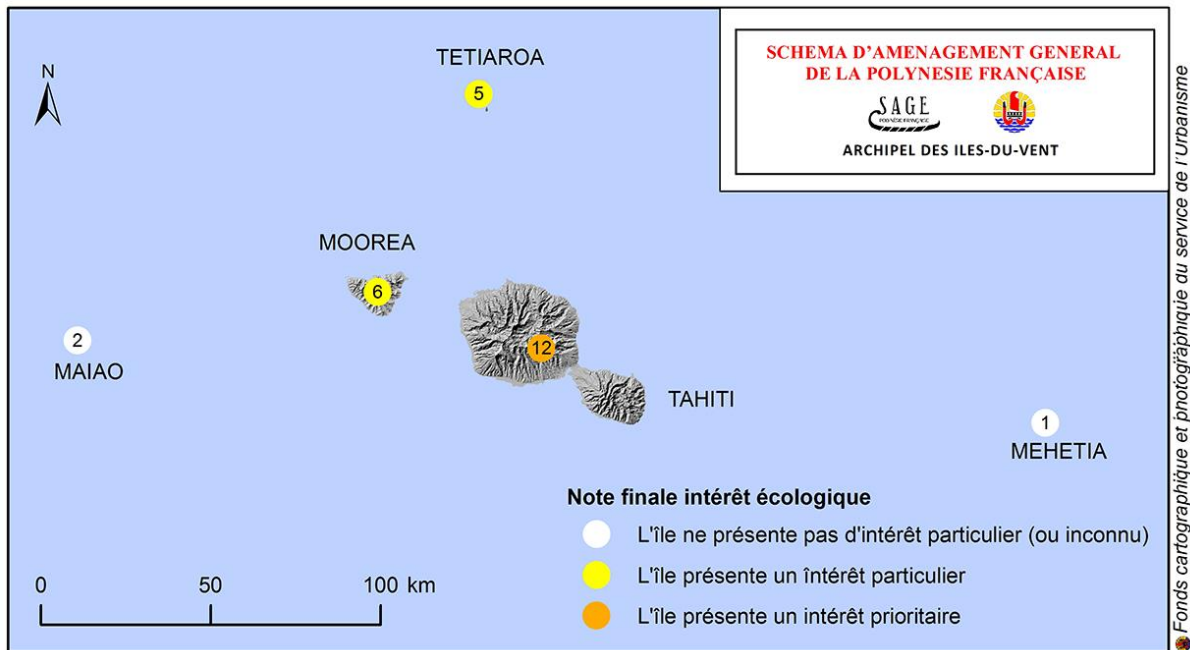 SCHEMA D'AMENAGEMENT GENERAL
DE LA POLYNESIE FRANÇAISE
SAGE
POLYNÉSIE FRANÇAISE
ARCHIPEL DES ILES-DU-VENT
N
TETIAROA
5
MOOREA
6
2
MAIAO
12
TAHITI
1
MEHETIA
Note finale intérêt écologique
L'île ne présente pas d'intérêt particulier (ou inconnu)
L'île présente un întérêt particulier
L'île présente un intérêt prioritaire
0 50 100 km
Fonds cartographique et photographique du service de l'Urbanisme